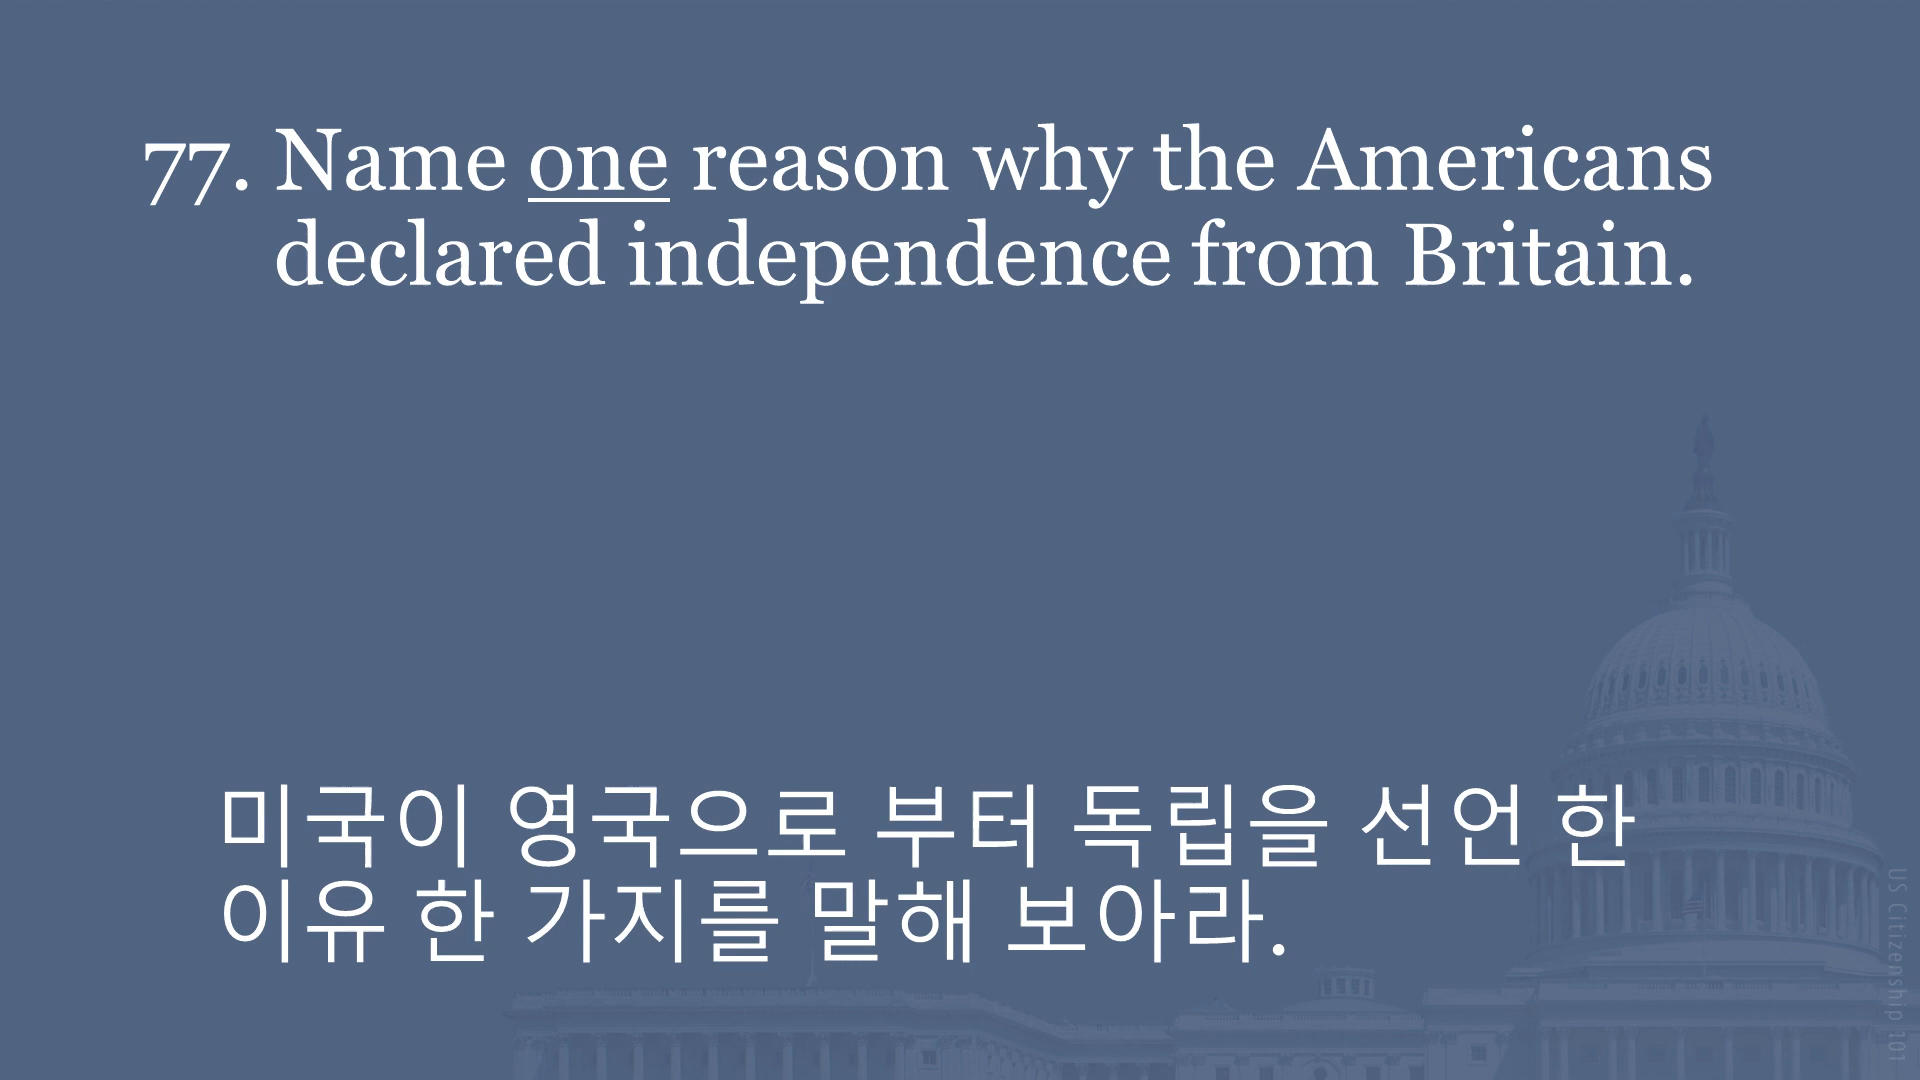 77. Name one reason why the Americans
declared independence from Britain.
미국이 영국으로 부터 독립을 선언 한
이유 한 가지를 말해 보아라.
US Citizenship 101